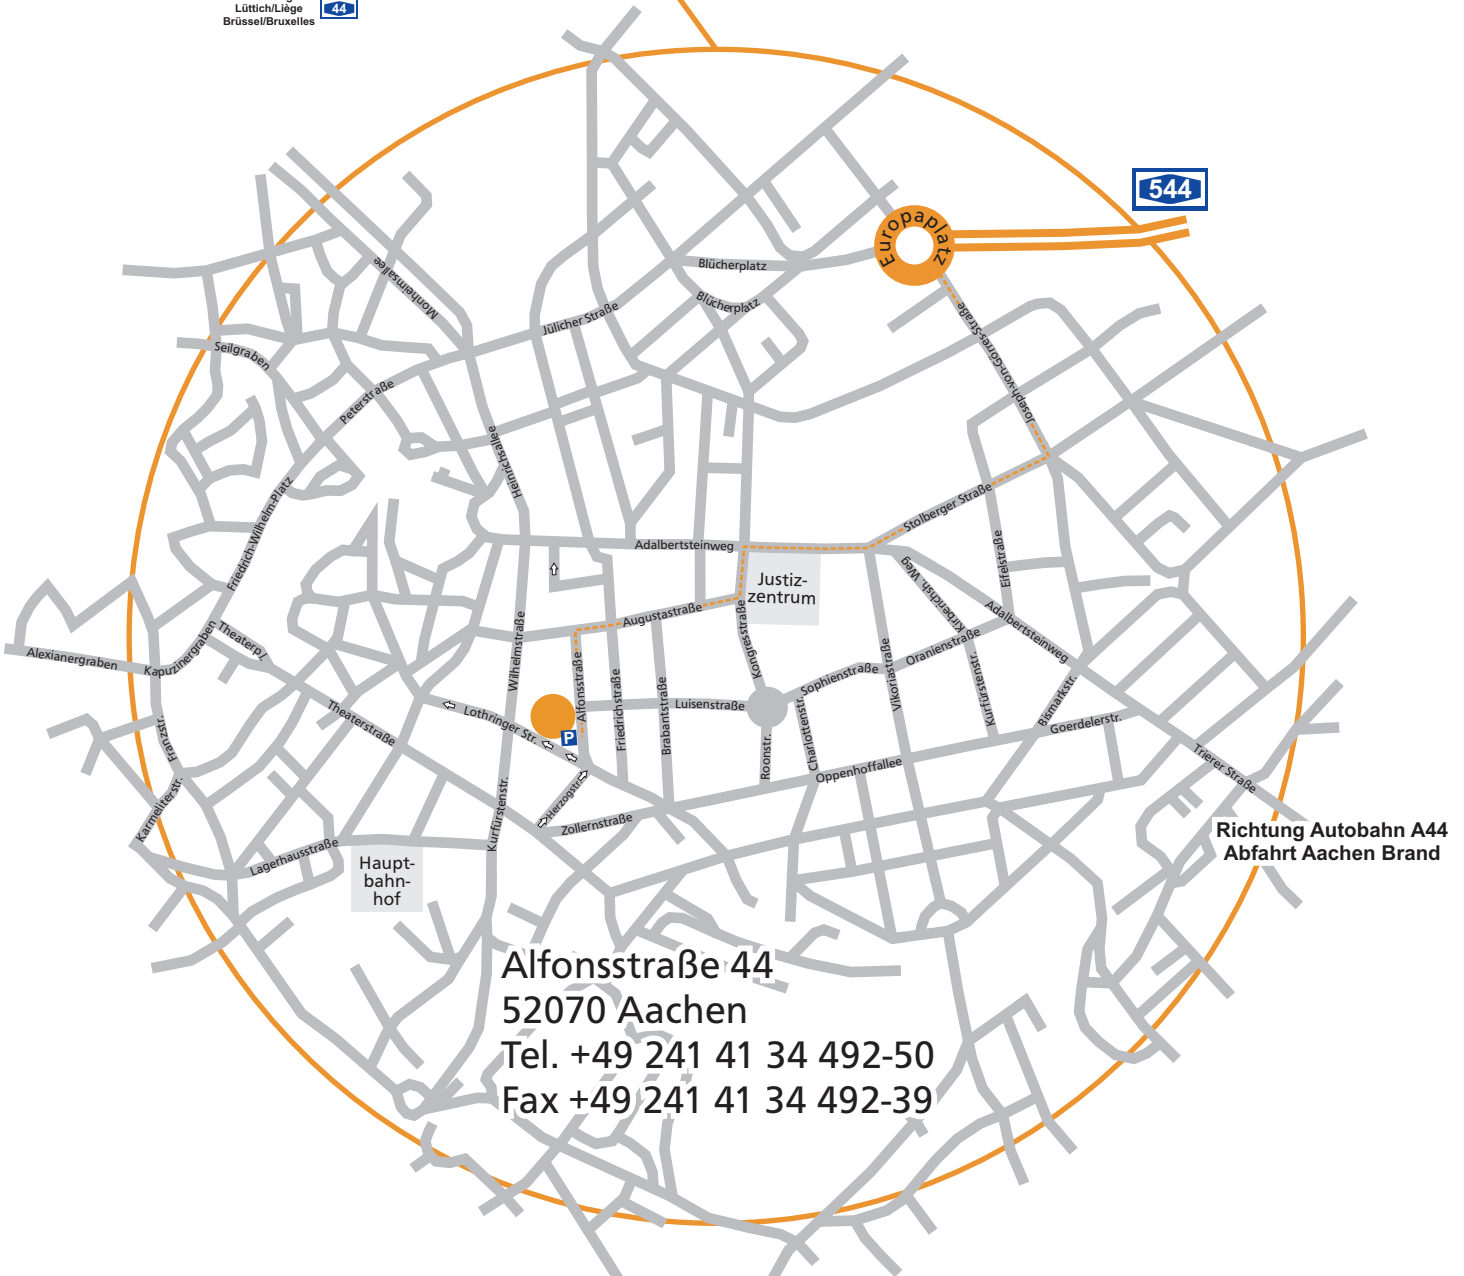 Lüttich/Liège
Brüssel/Bruxelles
44
544
Europaplatz
Blücherplatz
Blücherplatz
Monheimsallee
Jülicher Straße
Joseph-von-Görres-Straße
Seilgraben
Peterstraße
Heinrichsallee
Friedrich-Wilhelm-Platz
Stolberger Straße
Adalbertsteinweg
Eifelstraße
Kirberichsh. Weg
Justiz-
zentrum
Augustastraße
Kongresstraße
Adalbertsteinweg
Theaterpl.
Kapuzinergraben
Alexianergraben
Wilhelmstraße
Alfonsstraße
Friedrichstraße
Brabantstraße
Luisenstraße
Sophienstraße
Oranienstraße
Vikoriastraße
Kurfürstenstr.
Bismarkstr.
Charlottenstr.
Roonstr.
Goerdelerstr.
Oppenhoffallee
Trierer Straße
Lothringer Str.
P
Theaterstraße
Franzstr.
Karmeliterstr.
Herzogstr.
Kurfürstenstr.
Zollernstraße
Lagerhausstraße
Haupt-
bahn-
hof
Richtung Autobahn A44
Abfahrt Aachen Brand
Alfonsstraße 44
52070 Aachen
Tel. +49 241 41 34 492-50
Fax +49 241 41 34 492-39